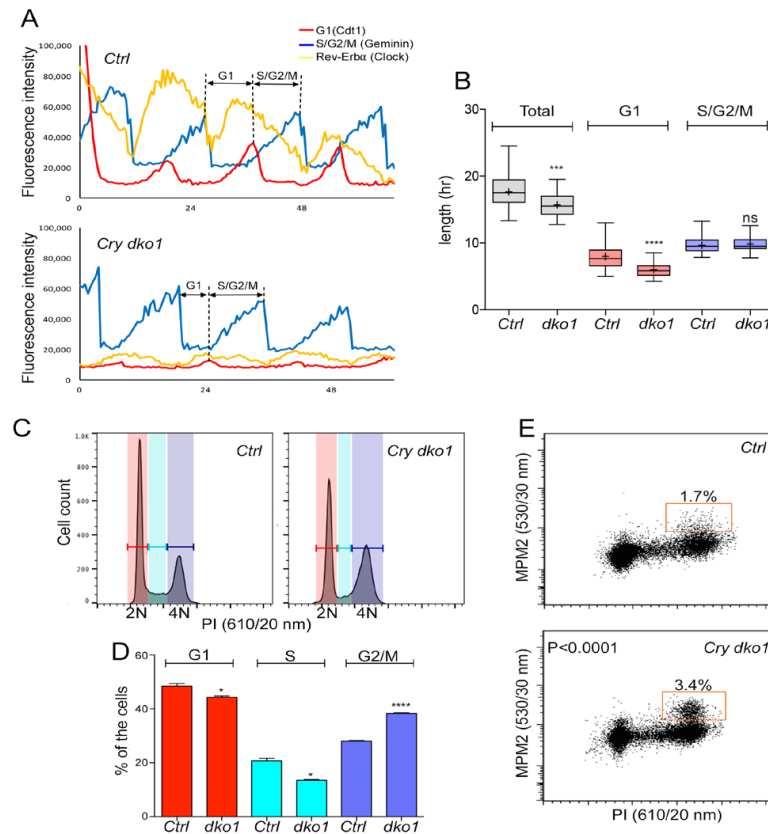 A
G1(Cdt1)
S/G2/M (Geminin)
Rev-Erbα (Clock)
Ctrl
Fluorescence intensity
100,000
80,000
60,000
40,000
20,000
0
G1
S/G2/M
0
24
48
Cry dko1
Fluorescence intensity
100,000
80,000
60,000
40,000
20,000
0
G1
S/G2/M
0
24
48
B
Total
G1
S/G2/M
length (hr)
30
20
10
0
***
****
ns
Ctrl
dko1
Ctrl
dko1
Ctrl
dko1
C
Cell count
1.0K
800
600
400
200
0
Ctrl
Cry dko1
2N
4N
2N
4N
PI (610/20 nm)
D
G1
S
G2/M
% of the cells
60
40
20
0
*
*
****
Ctrl
dko1
Ctrl
dko1
Ctrl
dko1
E
Ctrl
1.7%
MPM2 (530/30 nm)
P<0.0001
Cry dko1
3.4%
MPM2 (530/30 nm)
PI (610/20 nm)